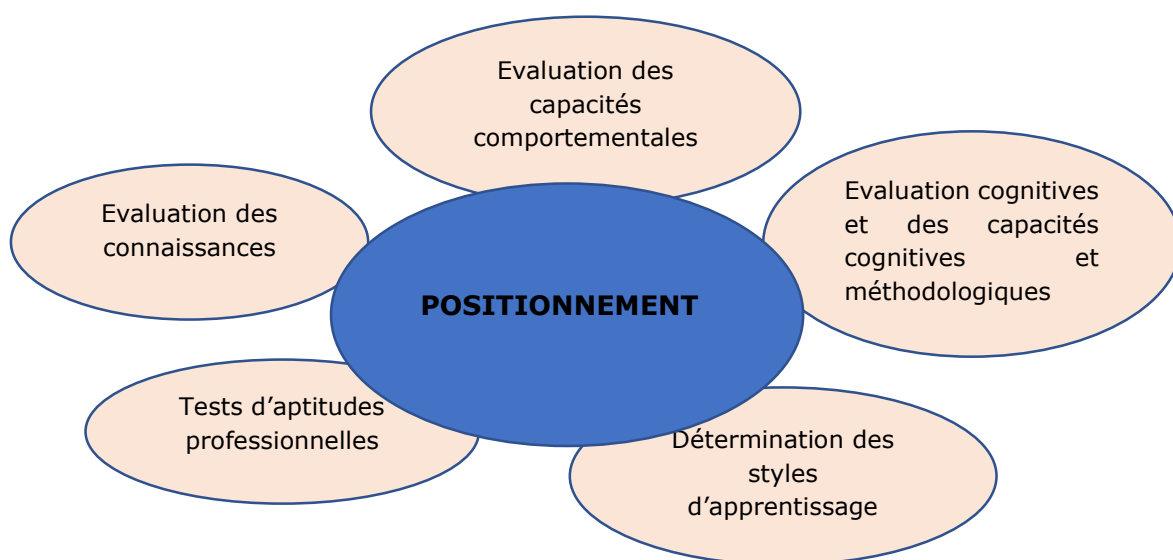 Evaluation des
capacités
comportementales
Evaluation cognitives
et des capacités
cognitives et
méthodologiques
Evaluation des
connaissances
POSITIONNEMENT
Tests d’aptitudes
professionnelles
Détermination des
styles
d’apprentissage